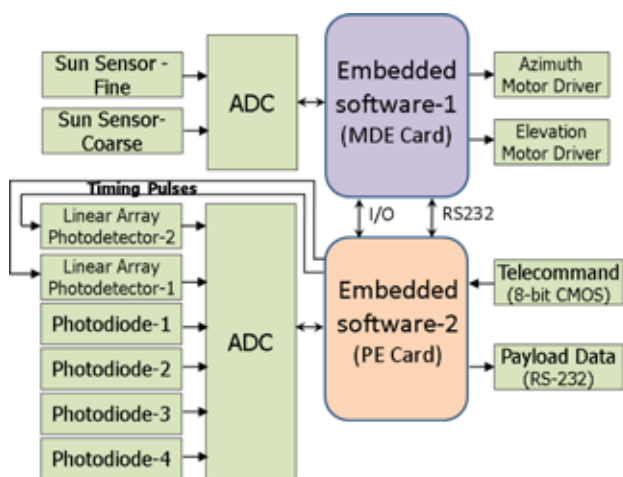 Sun Sensor -
Fine
Sun Sensor-
Coarse
ADC
Embedded
software-1
(MDE Card)
Azimuth
Motor Driver
Elevation
Motor Driver
Timing Pulses
I/O
RS232
Linear Array
Photodetector-2
Linear Array
Photodetector-1
Photodiode-1
Photodiode-2
Photodiode-3
Photodiode-4
ADC
Embedded
software-2
(PE Card)
Telecommand
(8-bit CMOS)
Payload Data
(RS-232)